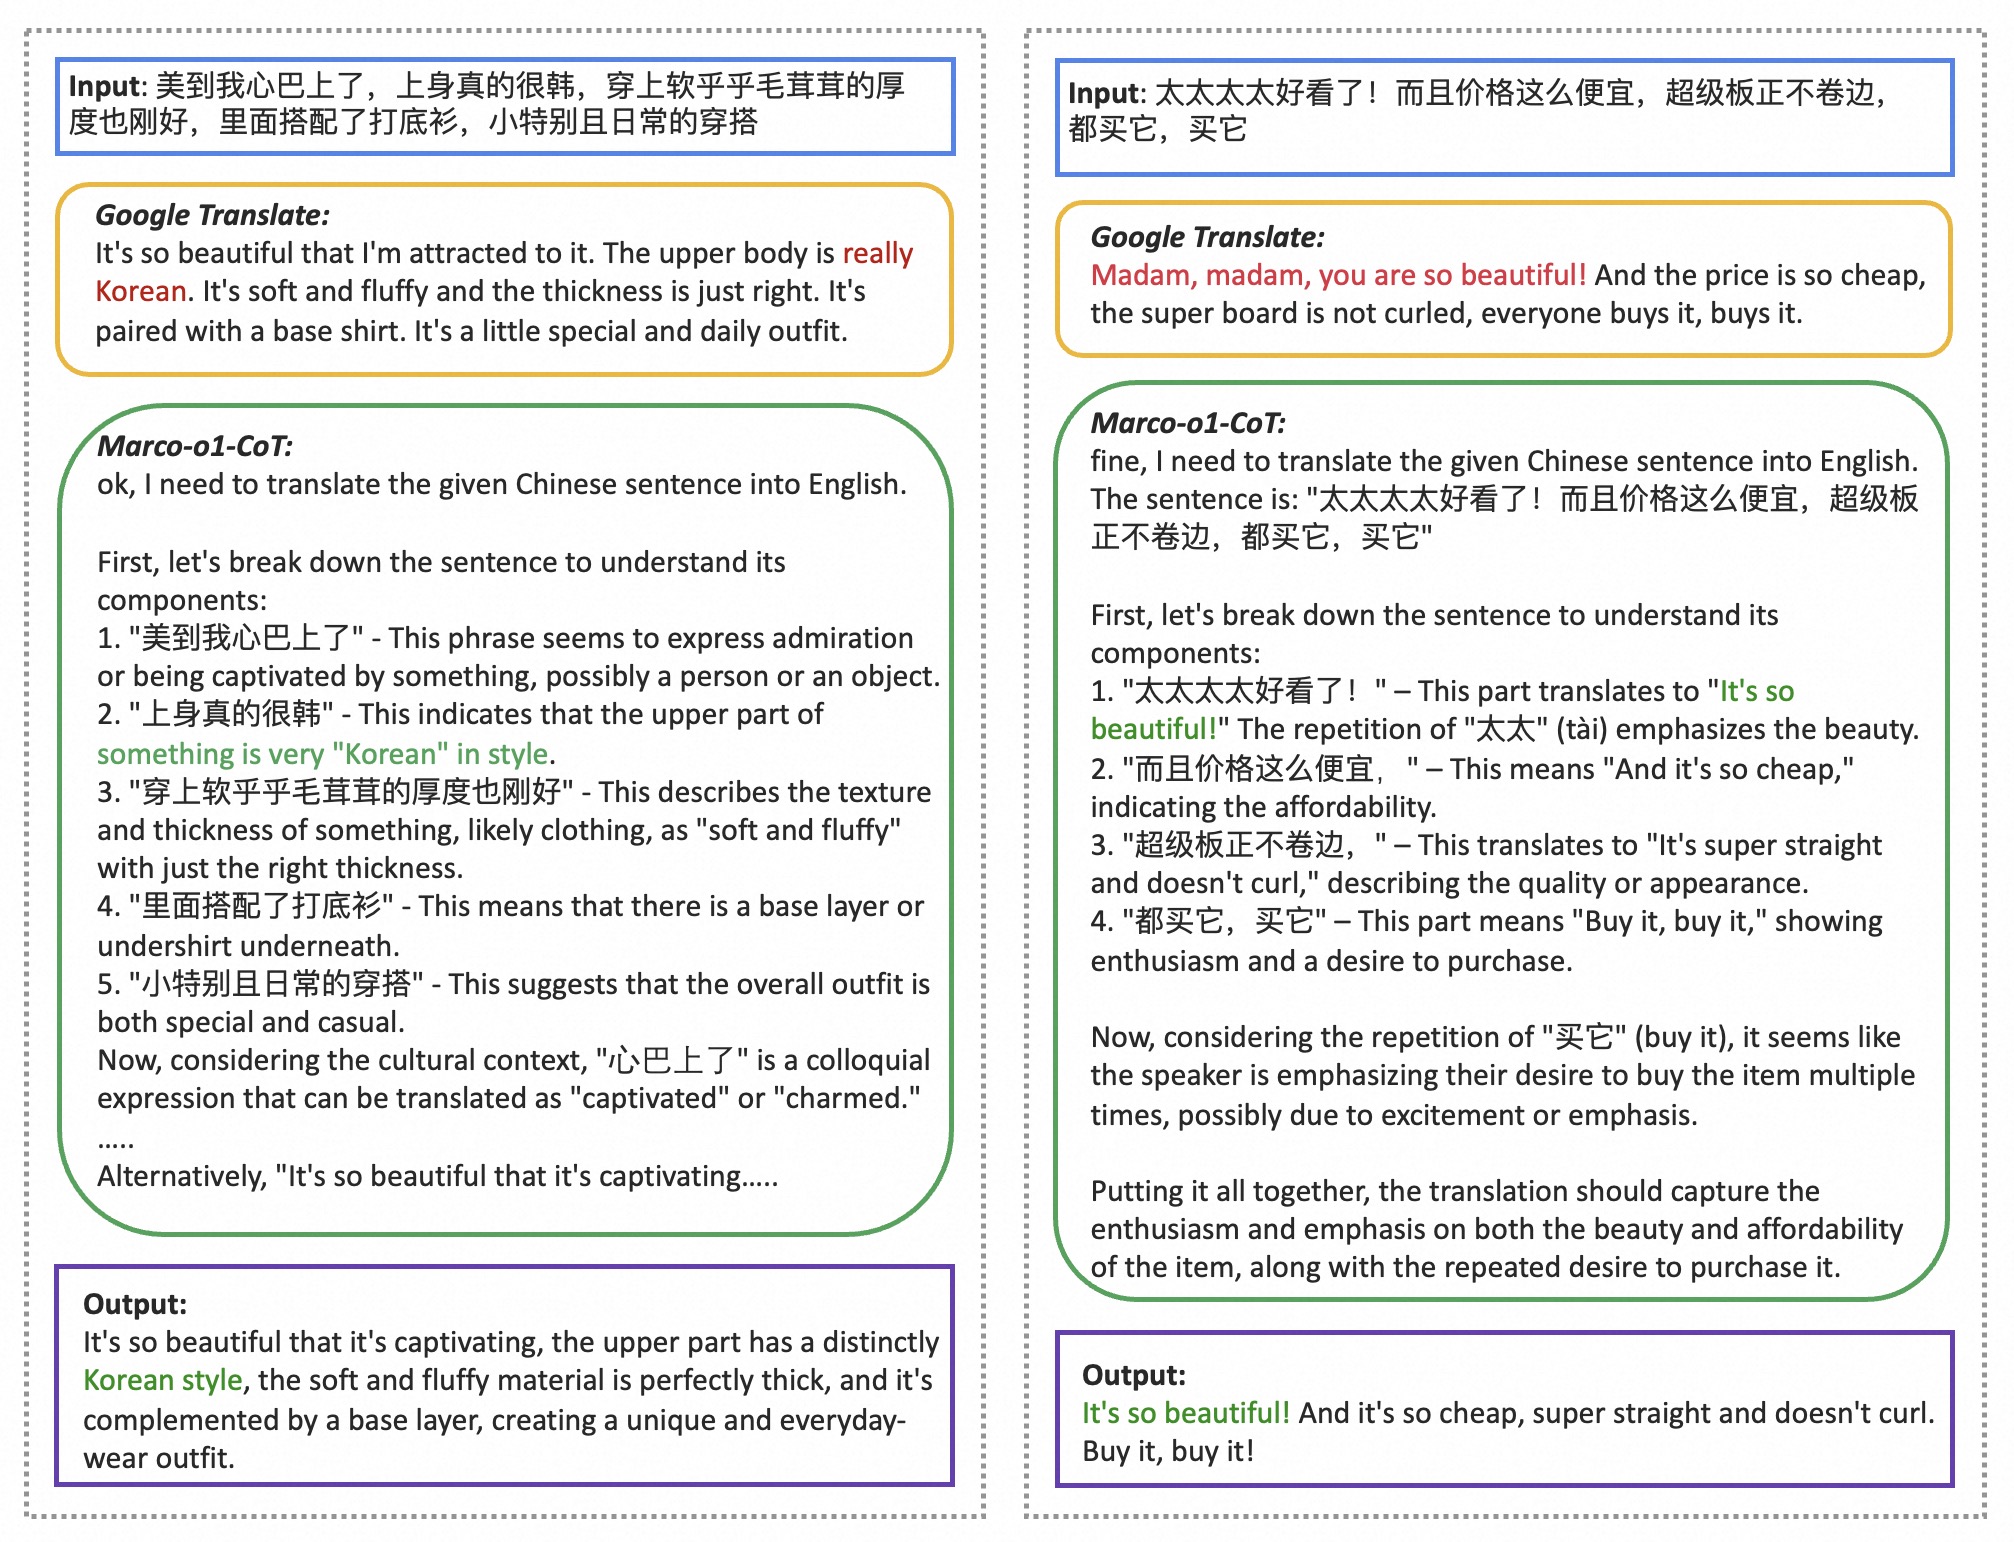 Input: 美到我心巴上了，上身真的很韩，穿上软乎乎毛茸茸的厚
度也刚好，里面搭配了打底衫，小特别且日常的穿搭
Google Translate:
It's so beautiful that I'm attracted to it. The upper body is really
Korean. It's soft and fluffy and the thickness is just right. It's
paired with a base shirt. It's a little special and daily outfit.
Marco-o1-CoT:
ok, I need to translate the given Chinese sentence into English.
First, let's break down the sentence to understand its
components:
1. "美到我心巴上了" - This phrase seems to express admiration
or being captivated by something, possibly a person or an object.
2. "上身真的很韩" - This indicates that the upper part of
something is very "Korean" in style.
3. "穿上软乎乎毛茸茸的厚度也刚好" - This describes the texture
and thickness of something, likely clothing, as "soft and fluffy"
with just the right thickness.
4. "里面搭配了打底衫" - This means that there is a base layer or
undershirt underneath.
5. "小特别且日常的穿搭" - This suggests that the overall outfit is
both special and casual.
Now, considering the cultural context, "心巴上了" is a colloquial
expression that can be translated as "captivated" or "charmed."
.....
Alternatively, "It's so beautiful that it's captivating.....
Output:
It's so beautiful that it's captivating, the upper part has a distinctly
Korean style, the soft and fluffy material is perfectly thick, and it's
complemented by a base layer, creating a unique and everyday-
wear outfit.
Input: 太太太太好看了！而且价格这么便宜，超级板正不卷边，
都买它，买它
Google Translate:
Madam, madam, you are so beautiful! And the price is so cheap,
the super board is not curled, everyone buys it, buys it.
Marco-o1-CoT:
fine, I need to translate the given Chinese sentence into English.
The sentence is: "太太太太好看了！而且价格这么便宜，超级板
正不卷边，都买它，买它"
First, let's break down the sentence to understand its
components:
1. "太太太太好看了！" – This part translates to "It's so
beautiful!" The repetition of "太太" (tài) emphasizes the beauty.
2. "而且价格这么便宜，" – This means "And it's so cheap,"
indicating the affordability.
3. "超级板正不卷边，" – This translates to "It's super straight
and doesn't curl," describing the quality or appearance.
4. "都买它，买它" – This part means "Buy it, buy it," showing
enthusiasm and a desire to purchase.
Now, considering the repetition of "买它" (buy it), it seems like
the speaker is emphasizing their desire to buy the item multiple
times, possibly due to excitement or emphasis.
Putting it all together, the translation should capture the
enthusiasm and emphasis on both the beauty and affordability
of the item, along with the repeated desire to purchase it.
Output:
It's so beautiful! And it's so cheap, super straight and doesn't curl.
Buy it, buy it!